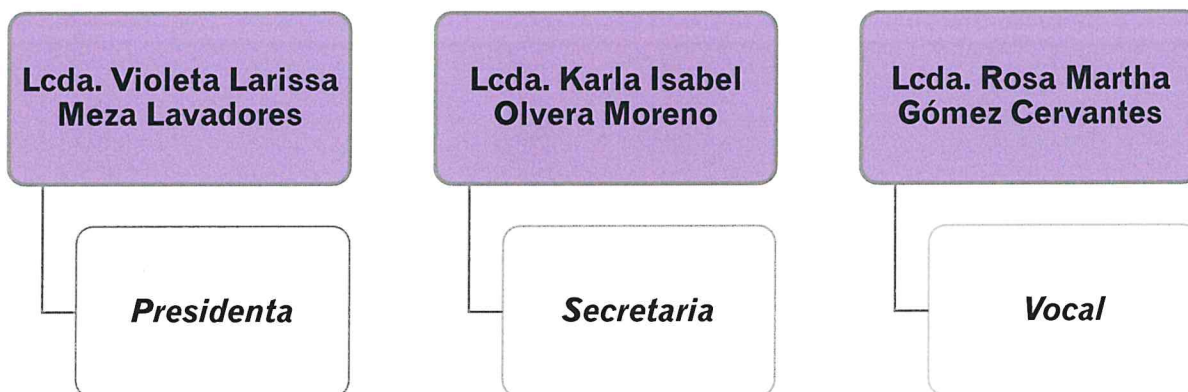 Lcda. Violeta Larissa
Meza Lavadores
Presidenta
Lcda. Karla Isabel
Olvera Moreno
Secretaria
Lcda. Rosa Martha
Gómez Cervantes
Vocal